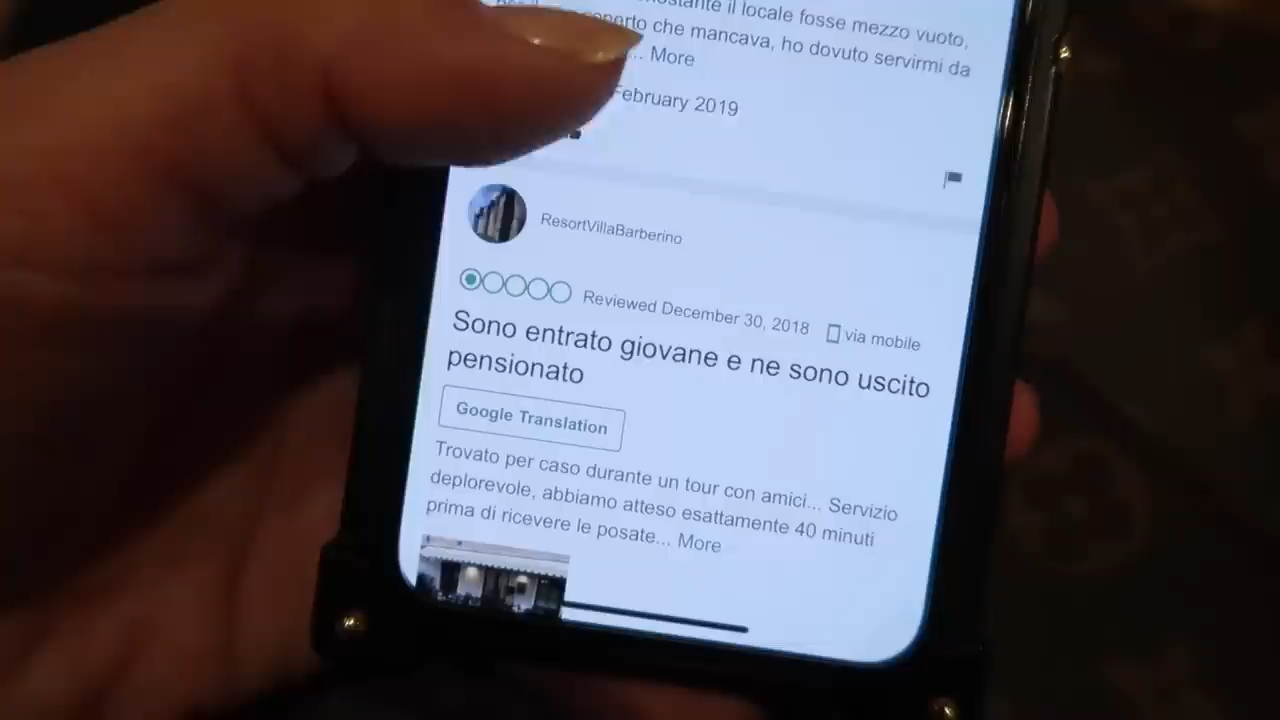 il locale fosse mezzo vuoto,
che mancava, ho dovuto servirmi da
... More
February 2019
ResortVillaBarberino
Reviewed December 30, 2018 via mobile
Sono entrato giovane e ne sono uscito
pensionato
Google Translation
Trovato per caso durante un tour con amici... Servizio
deplorevole, abbiamo atteso esattamente 40 minuti
prima di ricevere le posate... More